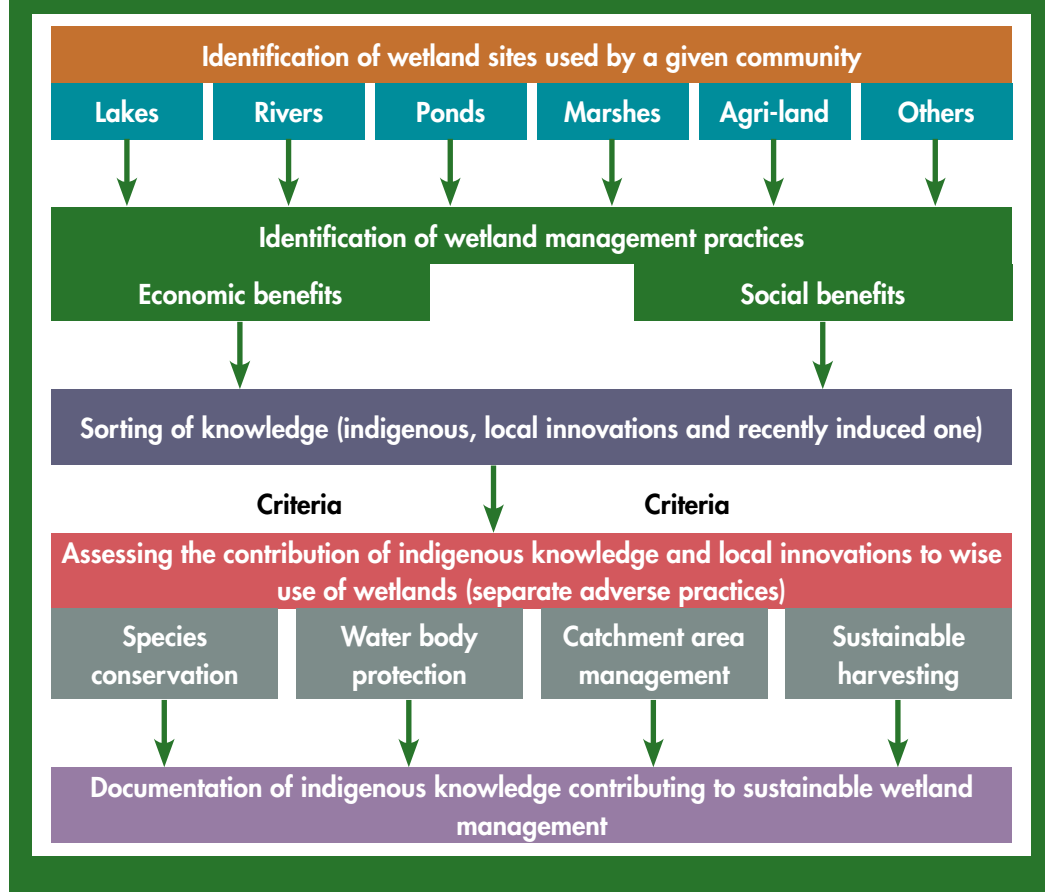 Identification of wetland sites used by a given community
Lakes
Rivers
Ponds
Marshes
Agri-land
Others
Identification of wetland management practices
Economic benefits
Social benefits
Sorting of knowledge (indigenous, local innovations and recently induced one)
Criteria
Criteria
Assessing the contribution of indigenous knowledge and local innovations to wise
use of wetlands (separate adverse practices)
Species
conservation
Water body
protection
Catchment area
management
Sustainable
harvesting
Documentation of indigenous knowledge contributing to sustainable wetland
management